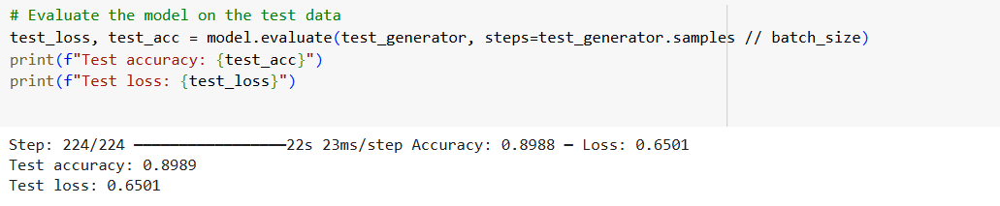 # Evaluate the model on the test data
test_loss, test_acc = model.evaluate(test_generator, steps=test_generator.samples // batch_size)
print(f"Test accuracy: {test_acc}")
print(f"Test loss: {test_loss}")
Step: 224/224 ━━━━━━━━━━━━━━━━━22s 23ms/step Accuracy: 0.8988 — Loss: 0.6501
Test accuracy: 0.8989
Test loss: 0.6501